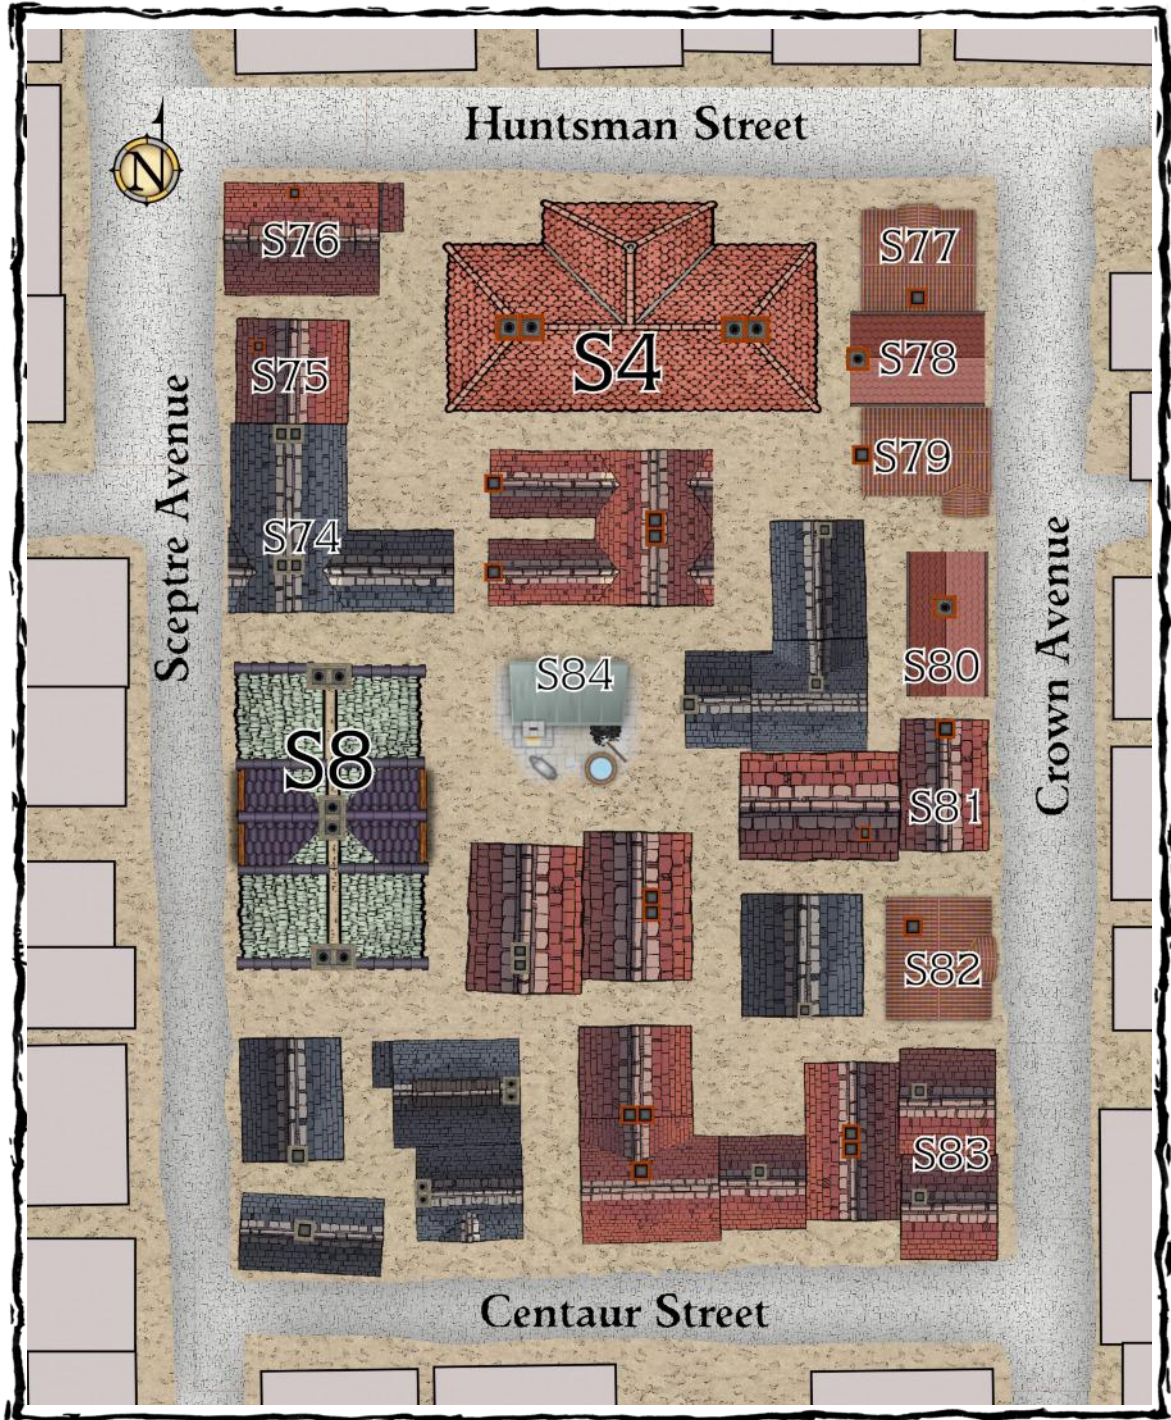 Huntsman Street
N
S76
S77
S4
S75
S78
S79
Sceptre Avenue
S74
Crown Avenue
S80
S84
S8
S81
S82
S83
Centaur Street